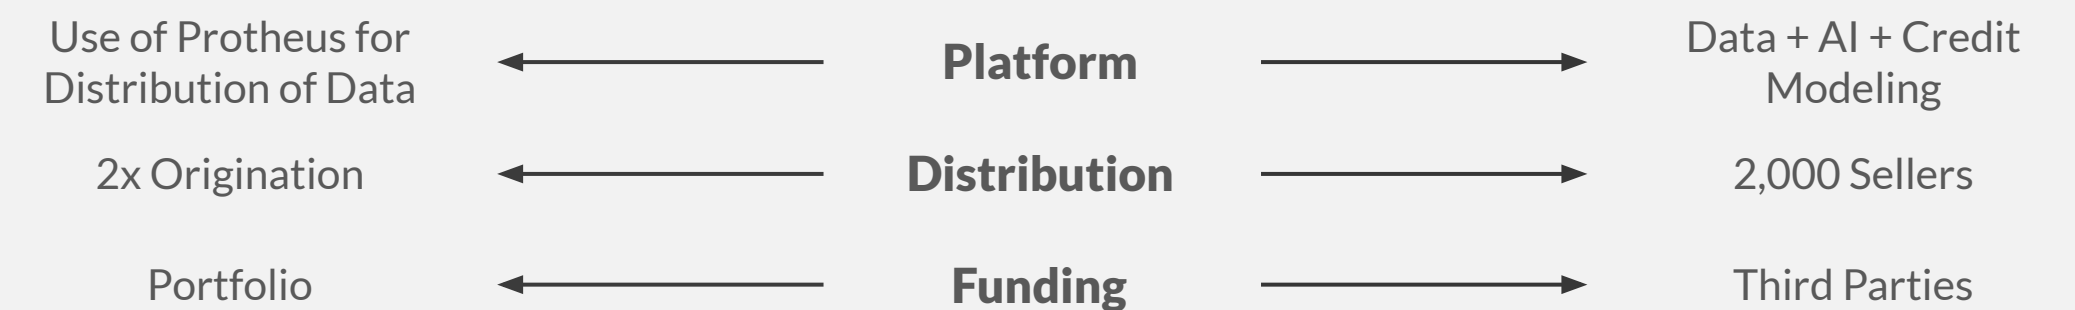 Use of Protheus for
Distribution of Data
Platform
Data + AI + Credit
Modeling
2x Origination
Distribution
2,000 Sellers
Portfolio
Funding
Third Parties